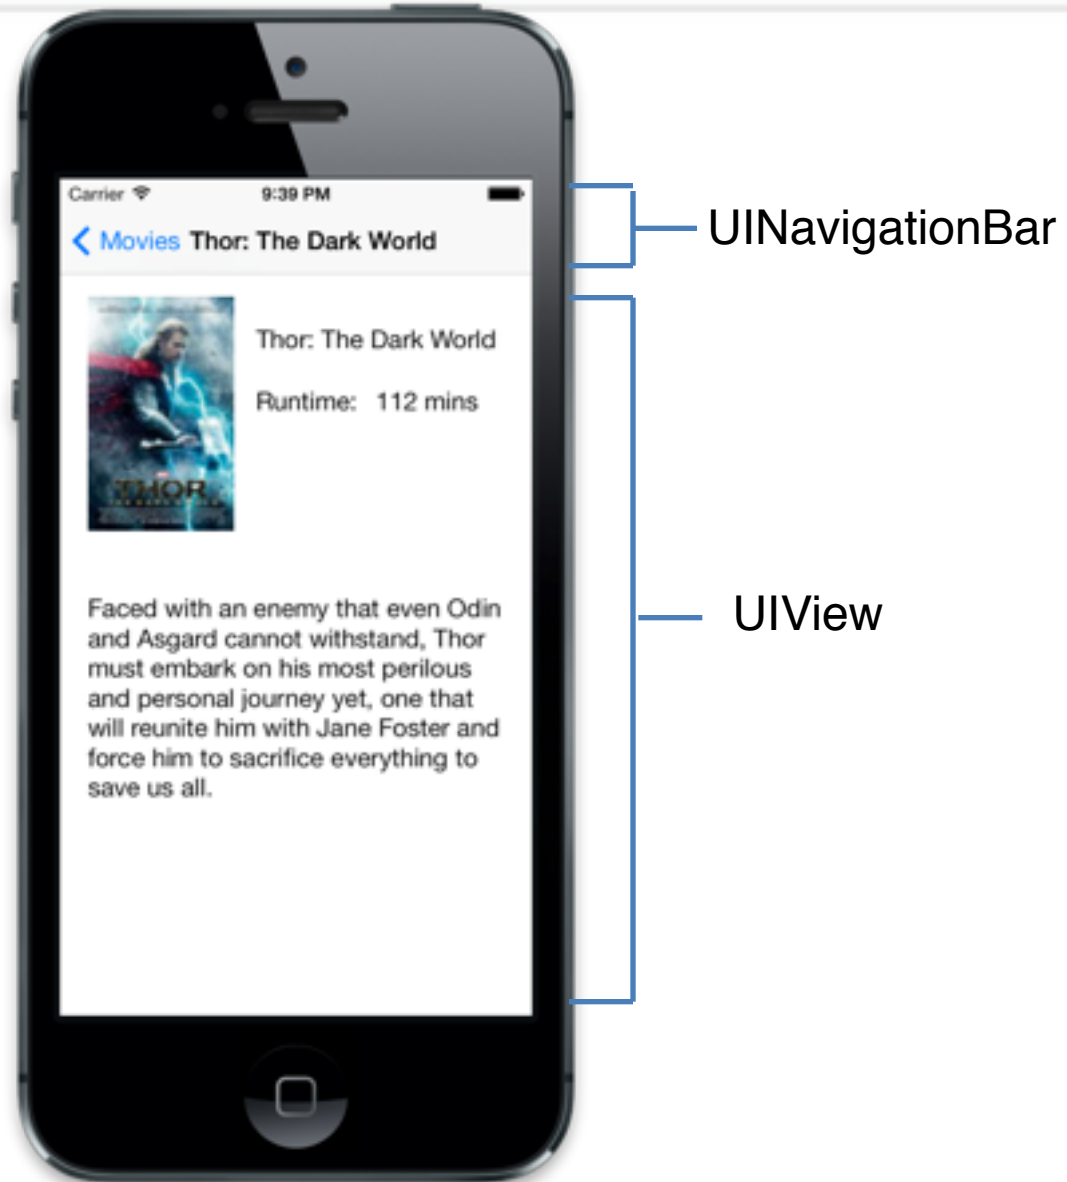 Carrier 9:39 PM
Movies Thor: The Dark World
UINavigationBar
Thor: The Dark World
Runtime: 112 mins
THOR
UIView
Faced with an enemy that even Odin
and Asgard cannot withstand, Thor
must embark on his most perilous
and personal journey yet, one that
will reunite him with Jane Foster and
force him to sacrifice everything to
save us all.